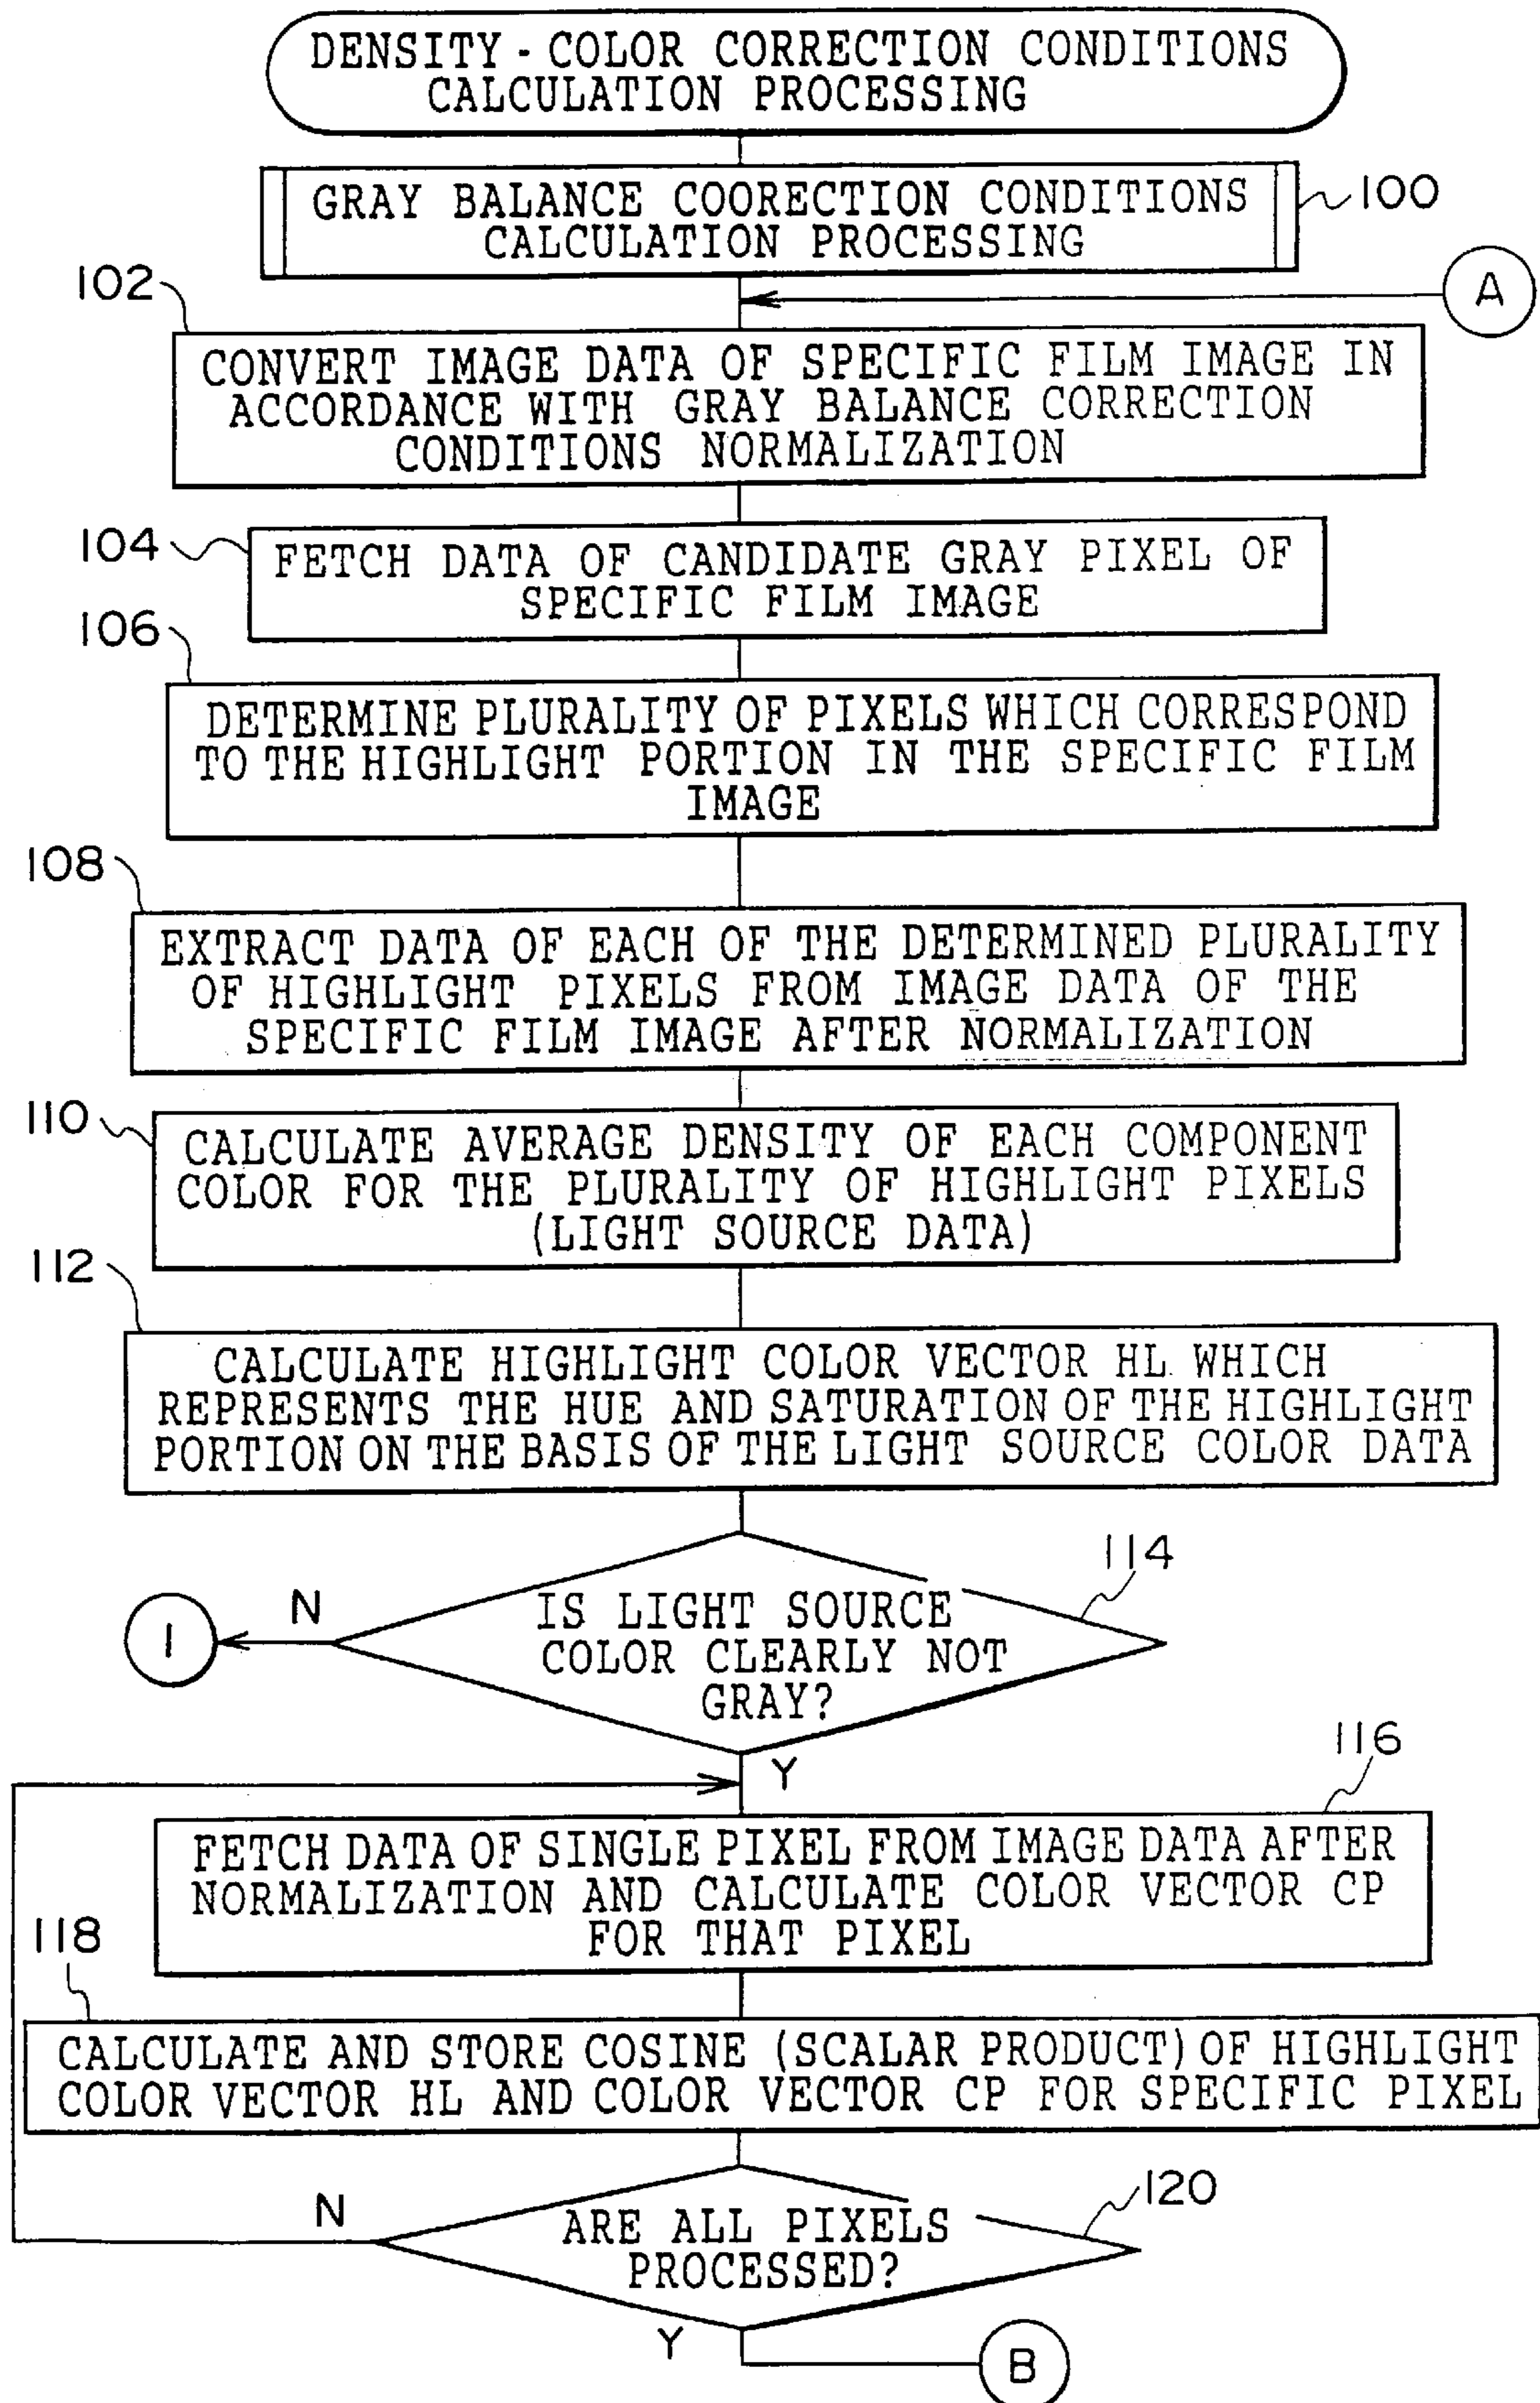 DENSITY - COLOR CORRECTION CONDITIONS
CALCULATION PROCESSING
GRAY BALANCE COORECTION CONDITIONS
CALCULATION PROCESSING
100
A
102
CONVERT IMAGE DATA OF SPECIFIC FILM IMAGE IN
ACCORDANCE WITH GRAY BALANCE CORRECTION
CONDITIONS NORMALIZATION
104
FETCH DATA OF CANDIDATE GRAY PIXEL OF
SPECIFIC FILM IMAGE
106
DETERMINE PLURALITY OF PIXELS WHICH CORRESPOND
TO THE HIGHLIGHT PORTION IN THE SPECIFIC FILM
IMAGE
108
EXTRACT DATA OF EACH OF THE DETERMINED PLURALITY
OF HIGHLIGHT PIXELS FROM IMAGE DATA OF THE
SPECIFIC FILM IMAGE AFTER NORMALIZATION
110
CALCULATE AVERAGE DENSITY OF EACH COMPONENT
COLOR FOR THE PLURALITY OF HIGHLIGHT PIXELS
(LIGHT SOURCE DATA)
112
CALCULATE HIGHLIGHT COLOR VECTOR HL WHICH
REPRESENTS THE HUE AND SATURATION OF THE HIGHLIGHT
PORTION ON THE BASIS OF THE LIGHT SOURCE COLOR DATA
114
IS LIGHT SOURCE
COLOR CLEARLY NOT
GRAY?
N
I
Y
116
FETCH DATA OF SINGLE PIXEL FROM IMAGE DATA AFTER
NORMALIZATION AND CALCULATE COLOR VECTOR CP
FOR THAT PIXEL
118
CALCULATE AND STORE COSINE (SCALAR PRODUCT) OF HIGHLIGHT
COLOR VECTOR HL AND COLOR VECTOR CP FOR SPECIFIC PIXEL
120
ARE ALL PIXELS
PROCESSED?
N
Y
B